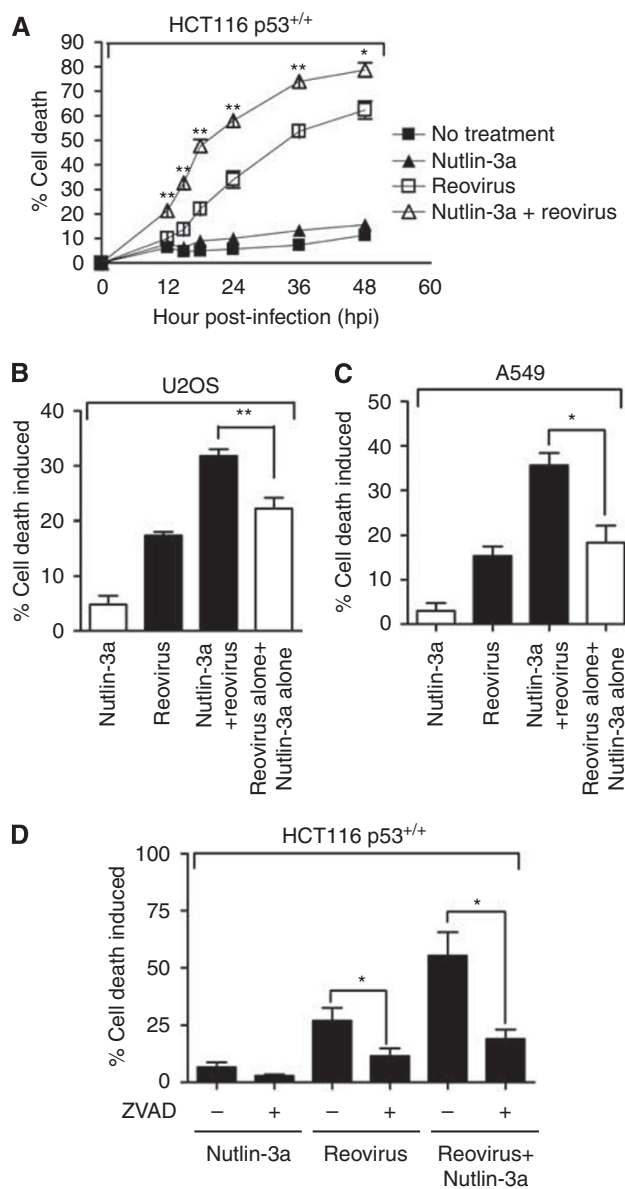 A
HCT116 p53+/+
90
80
70
60
50
40
30
20
10
0
% Cell death
** ** ** ** ** *
0 12 24 36 48 60
Hour post-infection (hpi)
No treatment
Nutlin-3a
Reovirus
Nutlin-3a + reovirus
B
U2OS
40
30
20
10
0
% Cell death induced
**
Nutlin-3a
Reovirus
Nutlin-3a
+reovirus
Reovirus alone+
Nutlin-3a alone
C
A549
50
40
30
20
10
0
% Cell death induced
*
Nutlin-3a
Reovirus
Nutlin-3a
+reovirus
Reovirus alone+
Nutlin-3a alone
D
HCT116 p53+/+
100
75
50
25
0
% Cell death induced
*
*
ZVAD – + – + – +
Nutlin-3a Reovirus Reovirus+
Nutlin-3a